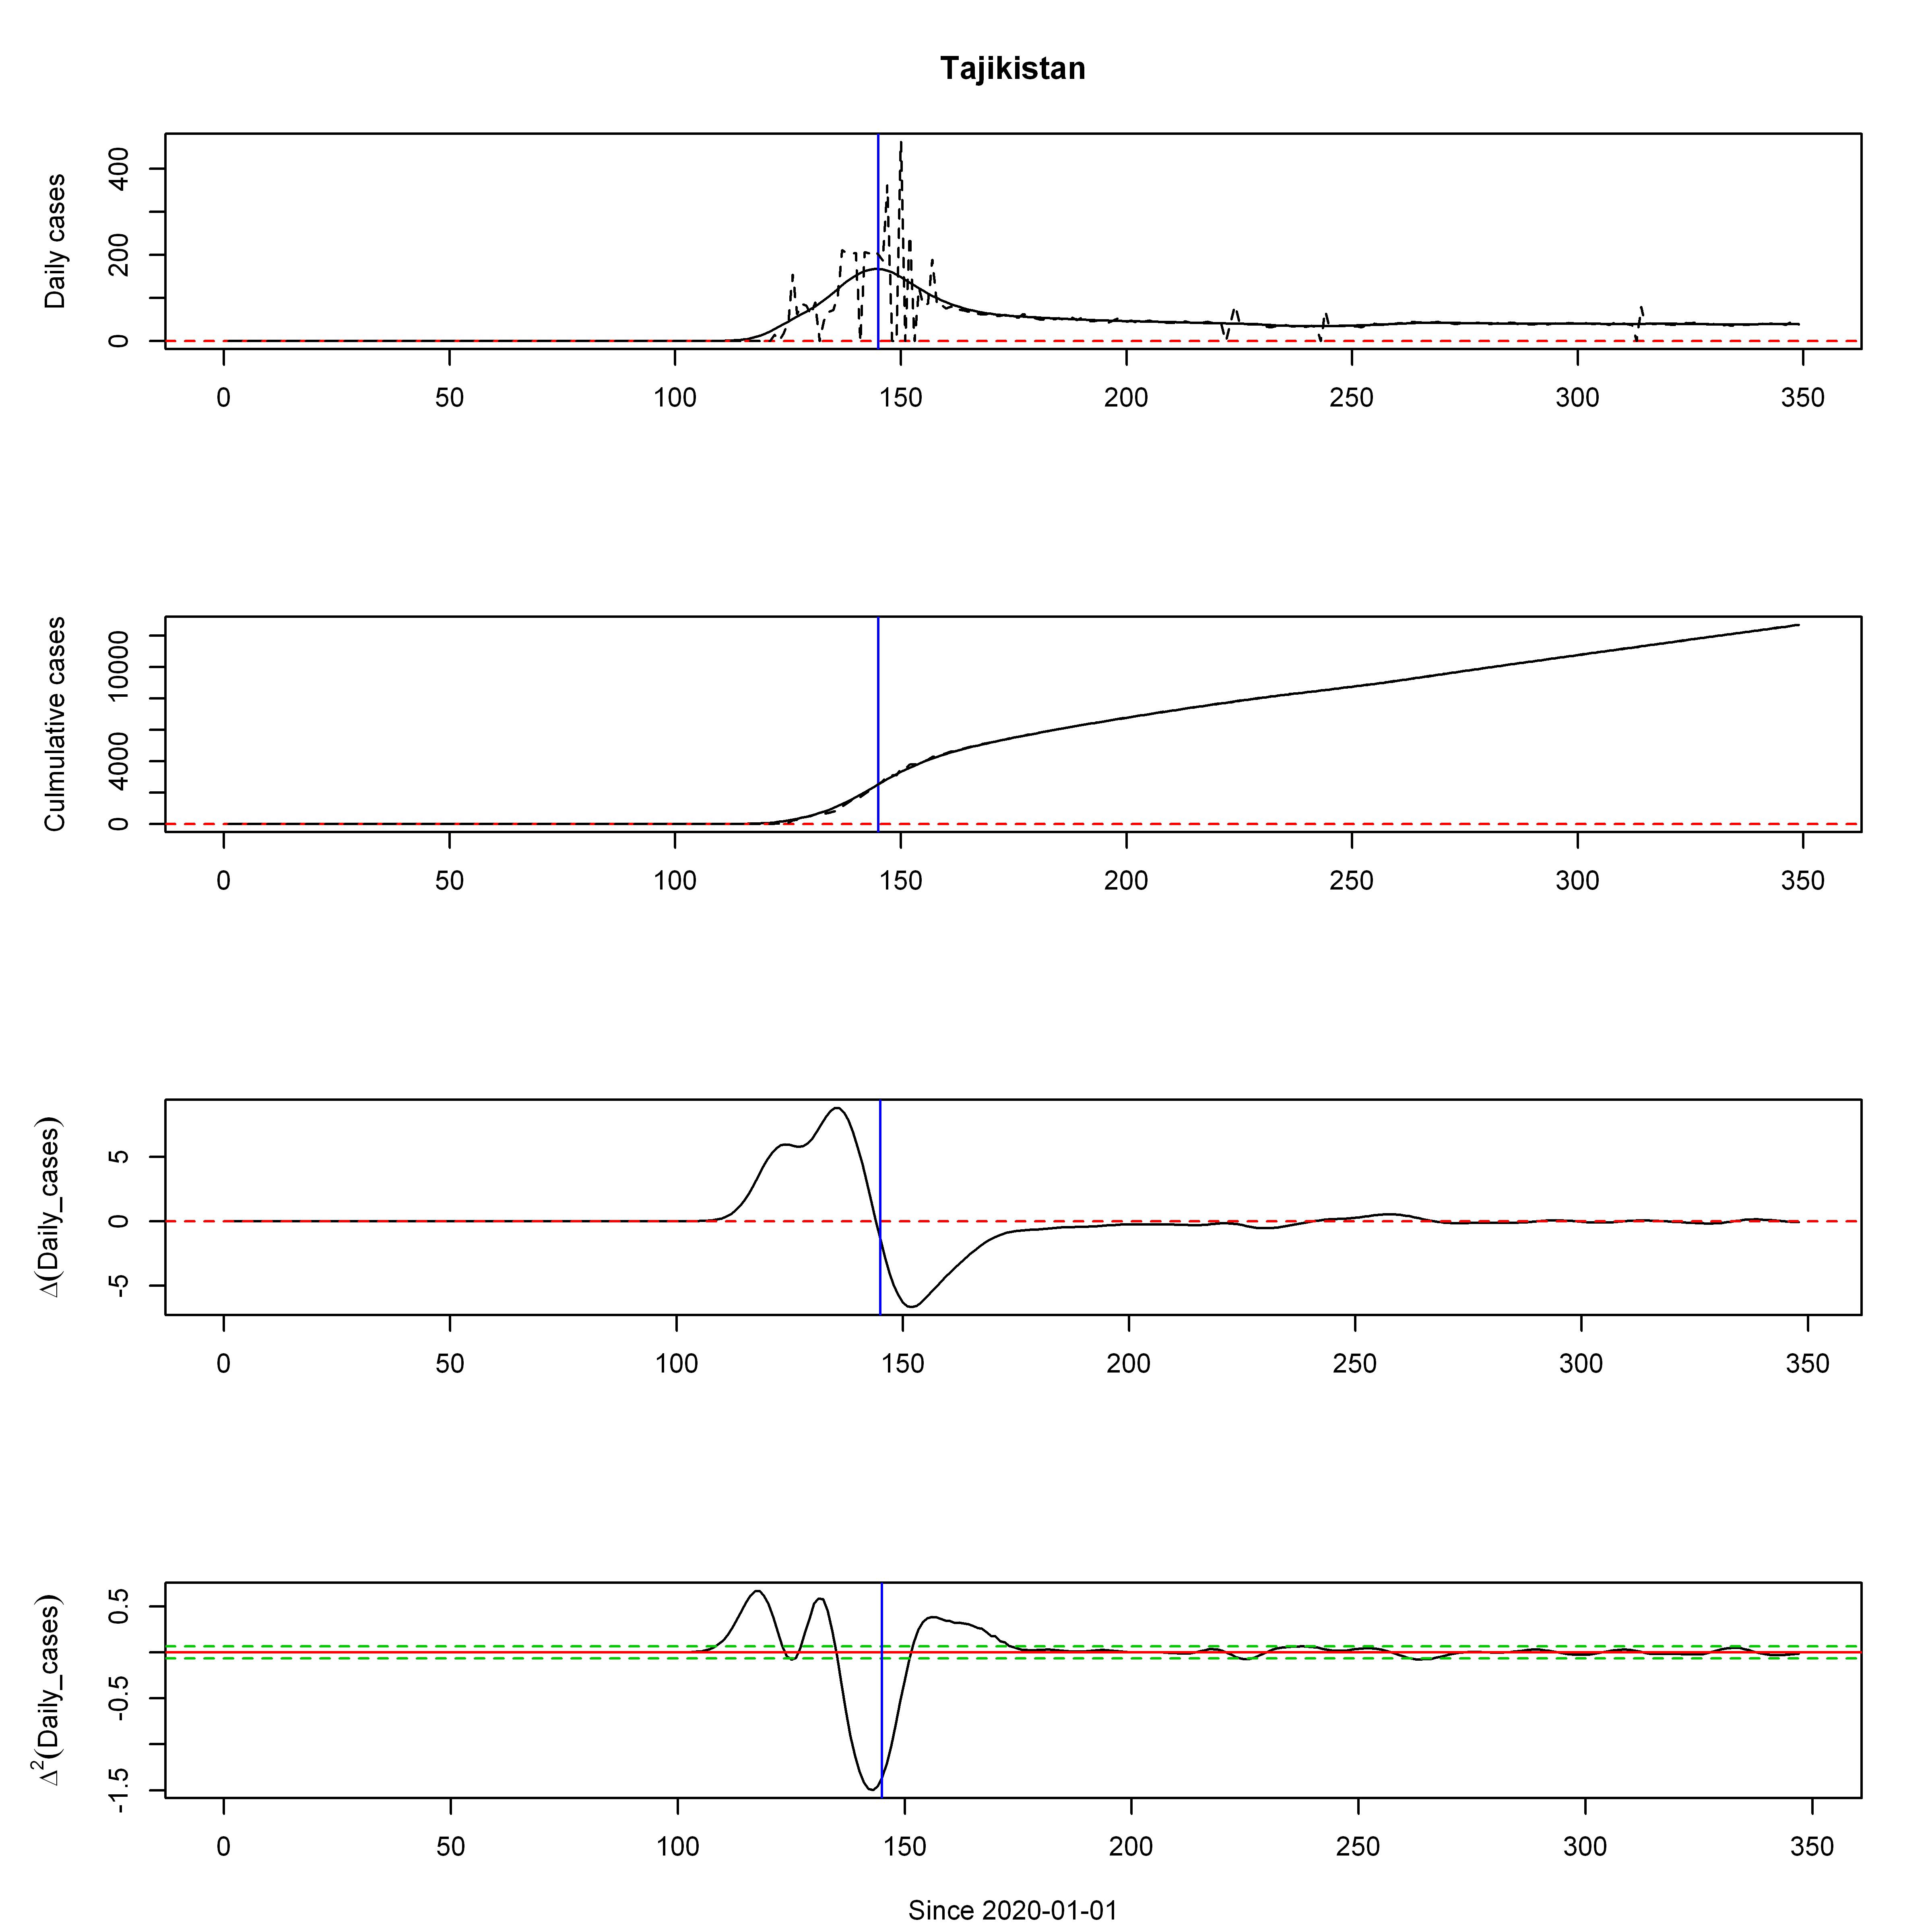 Tajikistan
Daily cases
0 200 400
0 50 100 150 200 250 300 350
Culmulative cases
0 4000 10000
0 50 100 150 200 250 300 350
Δ(Daily_cases)
-5 0 5
0 50 100 150 200 250 300 350
Δ²(Daily_cases)
-1.5 -0.5 0.5
0 50 100 150 200 250 300 350
Since 2020-01-01